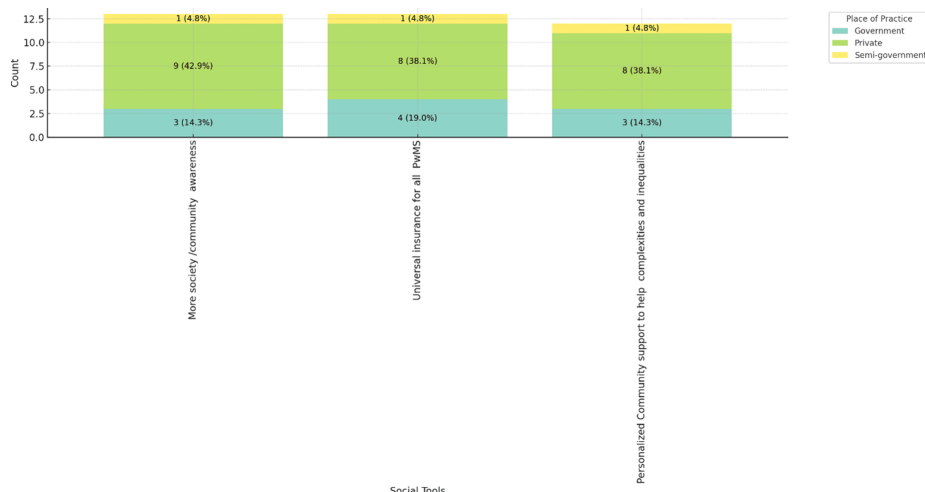 12.5
10.0
7.5
5.0
2.5
0.0
Count
1 (4.8%)
9 (42.9%)
3 (14.3%)
1 (4.8%)
8 (38.1%)
4 (19.0%)
1 (4.8%)
8 (38.1%)
3 (14.3%)
Place of Practice
Government
Private
Semi-government
More society /community  awareness
Universal insurance for all  PwMS
Personalized Community support to help  complexities and inequalities
Social Tools